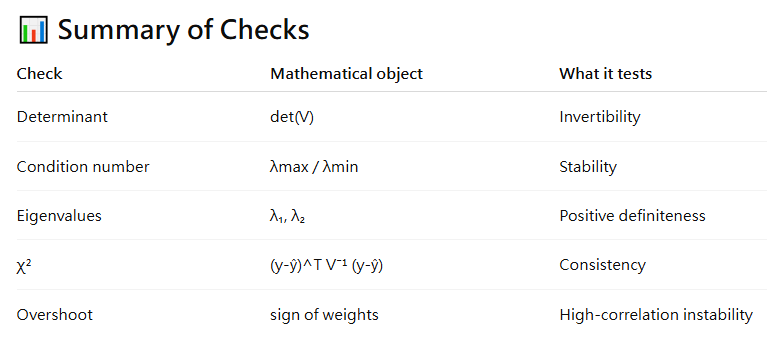 📊 Summary of Checks
Check Mathematical object What it tests
Determinant det(V) Invertibility
Condition number λmax / λmin Stability
Eigenvalues λ₁, λ₂ Positive definiteness
χ² (y-ŷ)^T V⁻¹ (y-ŷ) Consistency
Overshoot sign of weights High-correlation instability